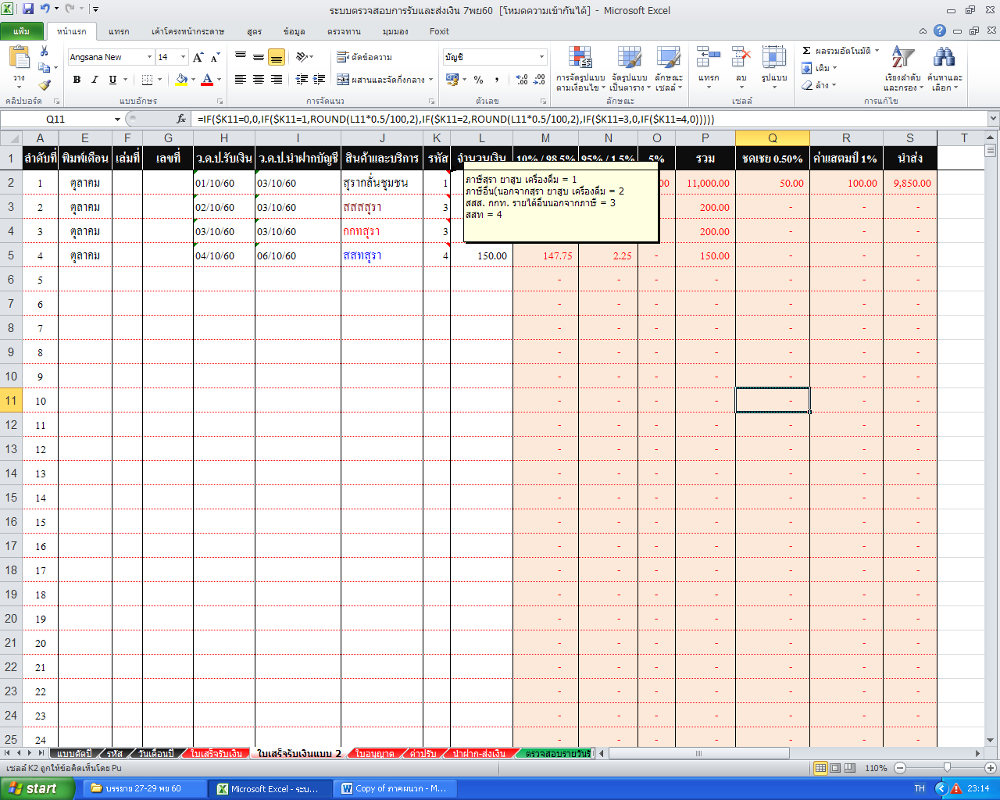 ระบบตรวจสอบการรับและส่งเงิน 7พย60 [โหมดความเข้ากันได้] - Microsoft Excel
แฟ้ม หน้าแรก แทรก เค้าโครงหน้ากระดาษ สูตร ข้อมูล ตรวจทาน มุมมอง Foxit
วาง Angsana New 14 ตัดข้อความ บัญชี ผลรวมอัตโนมัติ
B I U A ผสานและจัดกึ่งกลาง % , เติม ล้าง
การจัดรูปแบบตามเงื่อนไข จัดรูปแบบเป็นตาราง ลักษณะเซลล์ แทรก ลบ รูปแบบ เรียงลำดับและกรอง ค้นหาและเลือก
คลิปบอร์ด แบบอักษร การจัดแนว ตัวเลข ลักษณะ เซลล์ การแก้ไข
Q11 fx =IF($K11=0,0,IF($K11=1,ROUND(L11*0.5/100,2),IF($K11=2,ROUND(L11*0.5/100,2),IF($K11=3,0,IF($K11=4,0)))))
A E F G H I J K L M N O P Q R S T
1 ลำดับที่ พิมพ์เดือน เล่มที่ เลขที่ ว.ด.ป.รับเงิน ว.ด.ป.นำฝากบัญชี สินค้าและบริการ รหัส จำนวนเงิน 10% / 98.5% 95% / 1.5% 5% รวม ชดเชย 0.50% ค่าแสตมป์ 1% นำส่ง
2 1 ตุลาคม 01/10/60 03/10/60 สุรากลั่นชุมชน 1 00 11,000.00 50.00 100.00 9,850.00
3 2 ตุลาคม 02/10/60 03/10/60 สสสสุรา 3 200.00 - - -
4 3 ตุลาคม 03/10/60 03/10/60 กกทสุรา 3 200.00 - - -
5 4 ตุลาคม 04/10/60 06/10/60 สสทสุรา 4 150.00 147.75 2.25 - 150.00 - - -
ภาษีสุรา ยาสูบ เครื่องดื่ม = 1
ภาษีอื่น(นอกจากสุรา ยาสูบ เครื่องดื่ม = 2
สสส. กกท. รายได้อื่นนอกจากภาษี = 3
สสท = 4
6 5 - - - - - - -
7 6 - - - - - - -
8 7 - - - - - - -
9 8 - - - - - - -
10 9 - - - - - - -
11 10 - - - - - - -
12 11 - - - - - - -
13 12 - - - - - - -
14 13 - - - - - - -
15 14 - - - - - - -
16 15 - - - - - - -
17 16 - - - - - - -
18 17 - - - - - - -
19 18 - - - - - - -
20 19 - - - - - - -
21 20 - - - - - - -
22 21 - - - - - - -
23 22 - - - - - - -
24 23 - - - - - - -
25 24 - - - - - - -
แบบตัดปี รหัส วันเดือนปี ใบเสร็จรับเงิน ใบเสร็จรับเงินแบบ 2 ใบอนุญาต ค่าปรับ นำฝาก-ส่งเงิน ตรวจสอบรายวันรั
เซลล์ K2 ถูกให้ข้อคิดเห็นโดย Pu 110%
start บรรยาย 27-29 พย 60 Microsoft Excel - ระบ... Copy of ภาคผนวก - M... TH 23:14